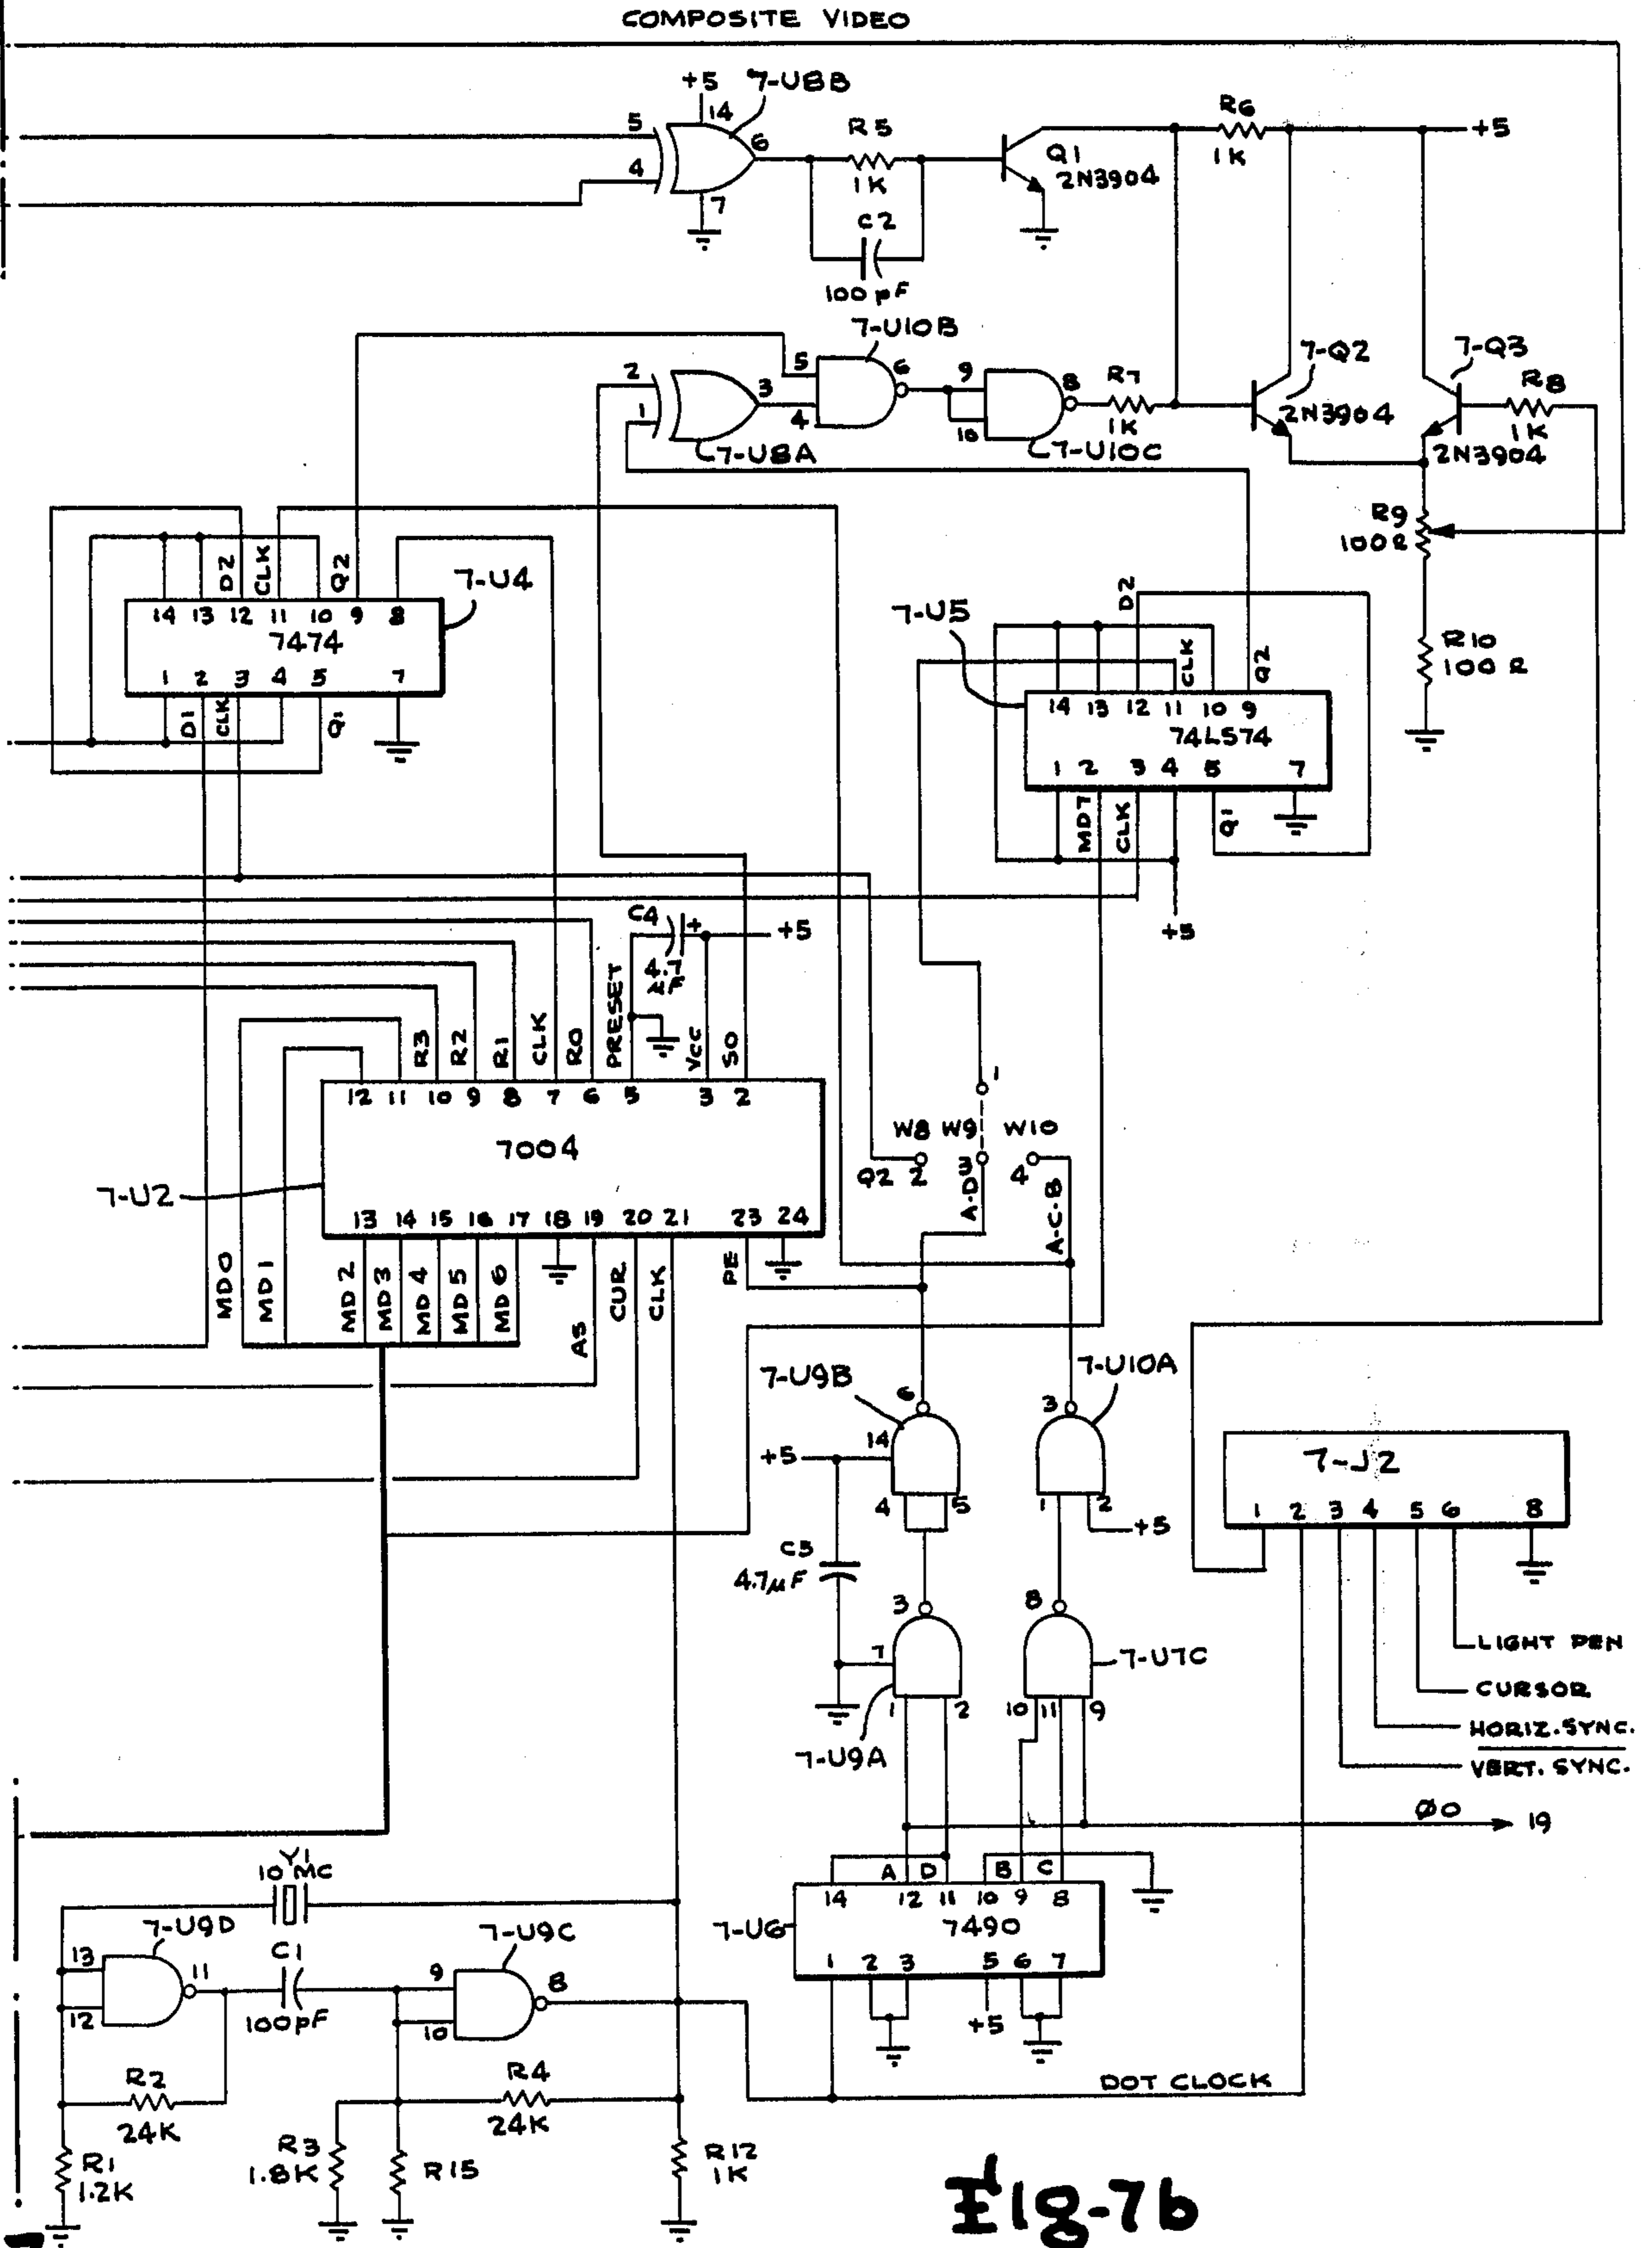 COMPOSITE VIDEO
+5 7-U8B
14
5 6 R5 R6 +5
4 1K Q1 1K
2N3904
7
C2
100 pF
7-U10B
7-Q2 7-Q3
2 3 5 6 9 8 R7 R8
1 4 10 1K 2N3904 1K
7-U8A 7-U10C 2N3904
R9
100Ω
D2 CLK Q2 7-U4
14 13 12 11 10 9 8
7474
1 2 3 4 5 7
D1 CLK Q1
D2
7-U5
CLK Q2
R10
100Ω
14 13 12 11 10 9
74LS74
1 2 3 4 5 7
MD7 CLK Q1
+5
C4 + +5
4.7
µF
R3 R2 R1 CLK R0 PRESET Vcc SO
12 11 10 9 8 7 6 5 3 2
7004
7-U2
13 14 15 16 17 18 19 20 21 23 24
MD0 MD1 MD2 MD3 MD4 MD5 MD6 AS CUR CLK PE
1
W8 W9 W10
Q2 2 3 4
A-D A-C-B
7-U9B 7-U10A
6 3
14
+5
4 5 1 2
+5
C5
4.7µF
3 8
7 7-U7C
1 2 10 11 9
7-U9A
7-J2
1 2 3 4 5 6 8
LIGHT PEN
CURSOR
HORIZ. SYNC.
VERT. SYNC.
Ø0 19
A D B C
14 12 11 10 9 8
7-U6 7490
1 2 3 5 6 7
+5
Y1
10 MC
7-U9D 7-U9C
13 11 C1 9 8
12 100pF 10
R2 R4
24K 24K
DOT CLOCK
R1
1.2K
R3
1.8K
R15
R12
1K
Fig-7b